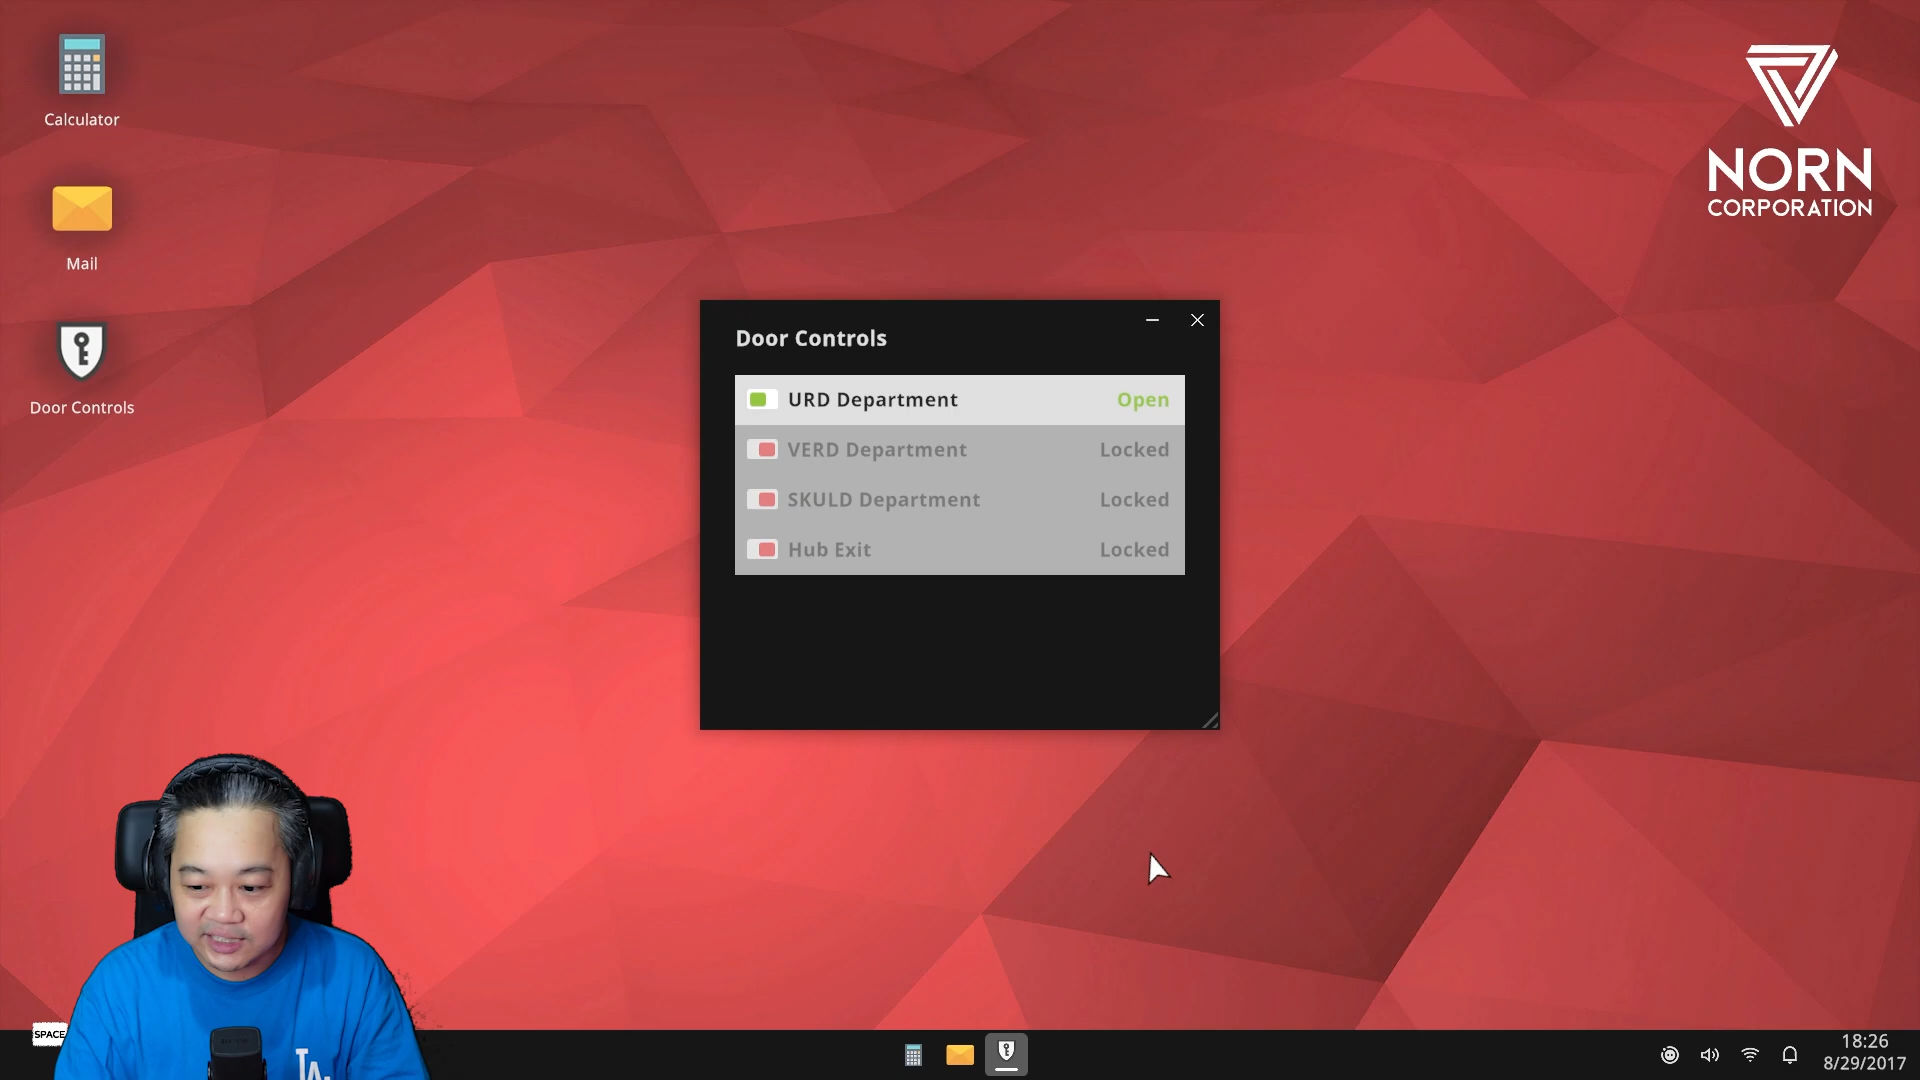 Calculator
Mail
Door Controls
NORN
CORPORATION
Door Controls
URD Department Open
VERD Department Locked
SKULD Department Locked
Hub Exit Locked
SPACE
LA
18:26
8/29/2017